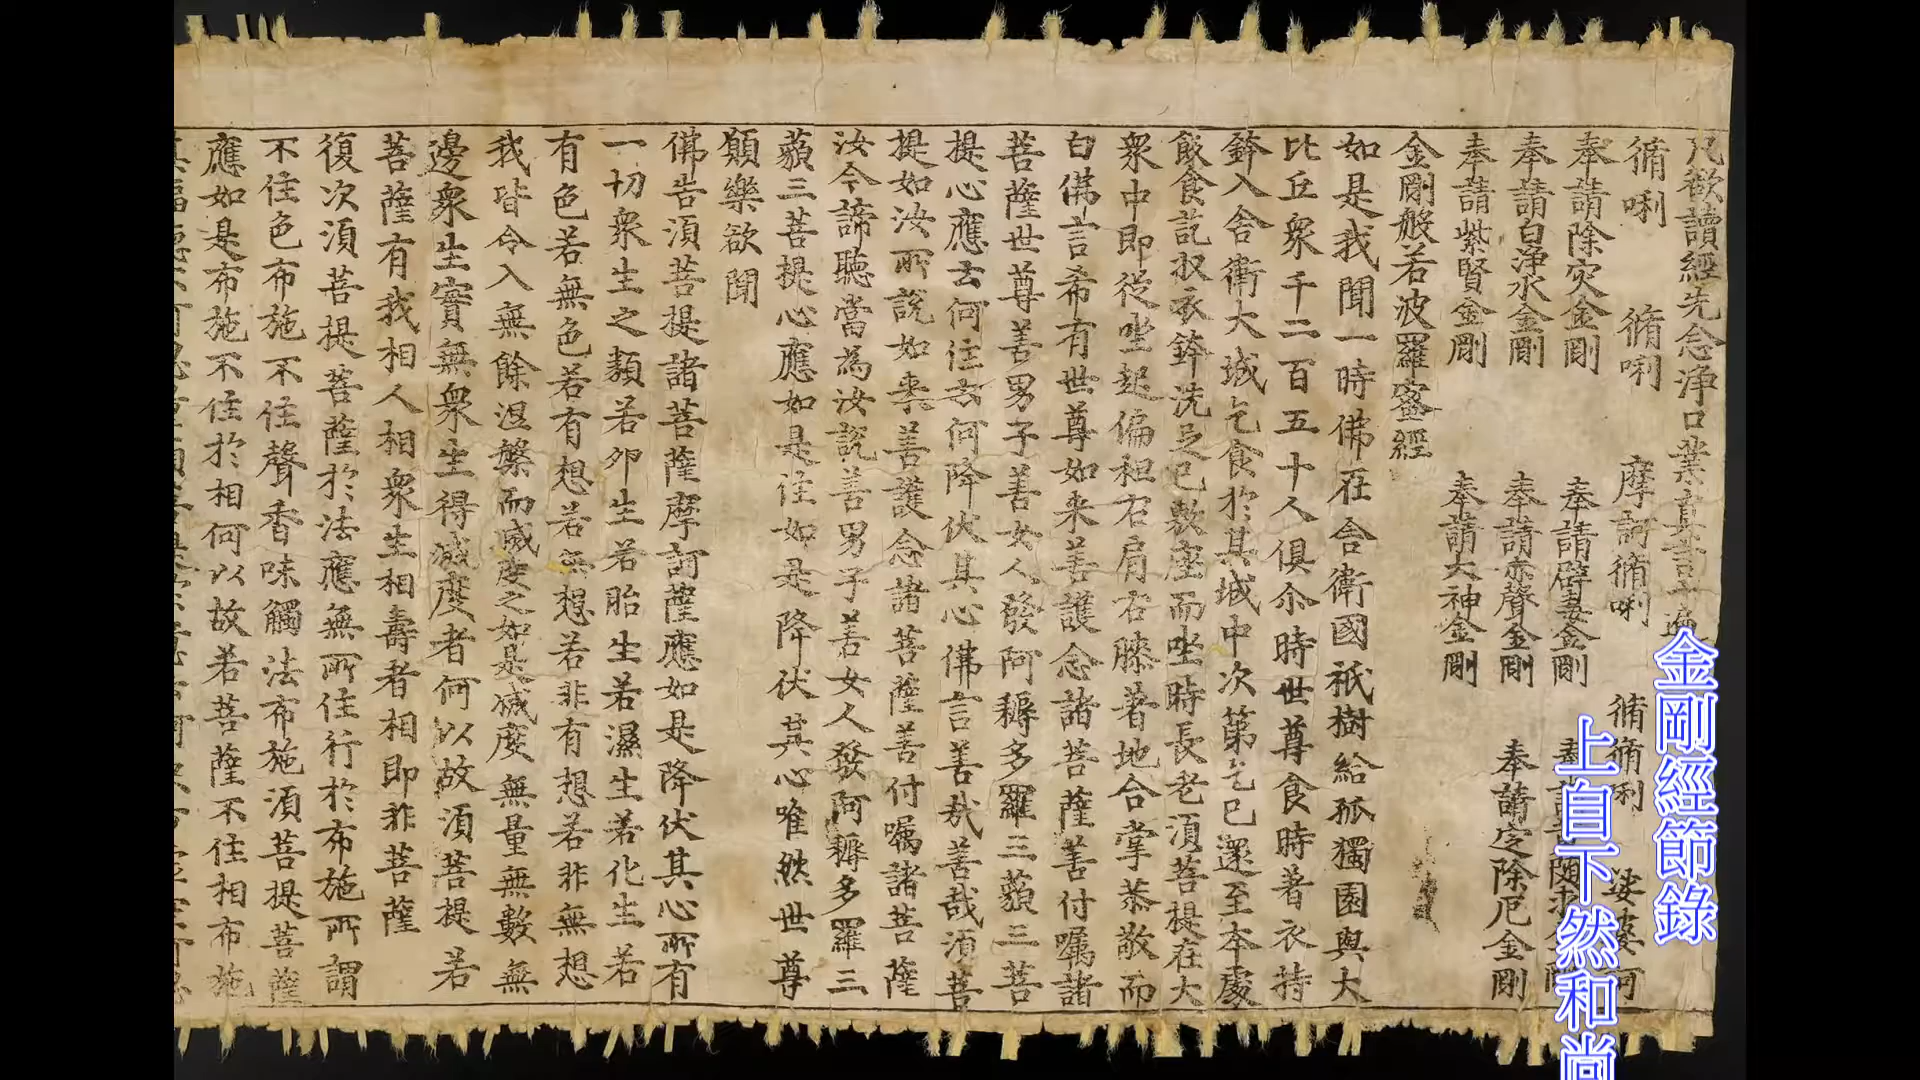 凡欲讀經先念淨口業真言一遍
脩唎 脩唎 摩訶脩唎 脩脩唎 娑婆訶
奉請除灾金剛 奉請辟毒金剛
奉請白淨水金剛 奉請赤聲金剛 奉請定除厄金剛
奉請紫賢金剛 奉請大神金剛
金剛般若波羅蜜經
如是我聞一時佛在舍衛國祇樹給孤獨園與大
比丘衆千二百五十人俱尒時世尊食時著衣持
鉢入舍衛大城乞食於其城中次第乞已還至本處
飯食訖収衣鉢洗足已敷座而坐時長老須菩提在大
衆中即從坐起偏袒右肩右膝著地合掌恭敬而
白佛言希有世尊如来善護念諸菩薩善付囑諸
菩薩世尊善男子善女人發阿耨多羅三藐三菩
提心應云何住云何降伏其心佛言善哉善哉須菩
提如汝所說如来善護念諸菩薩善付囑諸菩薩
汝今諦聽當為汝說善男子善女人發阿耨多羅三
藐三菩提心應如是住如是降伏其心唯然世尊
願樂欲聞
佛告須菩提諸菩薩摩訶薩應如是降伏其心所有
一切衆生之類若卵生若胎生若濕生若化生若
有色若無色若有想若無想若非有想若非無想
我皆令入無餘涅槃而滅度之如是滅度無量無數無
邊衆生實無衆生得滅度者何以故須菩提若
菩薩有我相人相衆生相壽者相即非菩薩
復次須菩提菩薩於法應無所住行於布施所謂
不住色布施不住聲香味觸法布施須菩提菩薩
應如是布施不住於相何以故若菩薩不住相布施
金剛經節錄
上自下然和尚